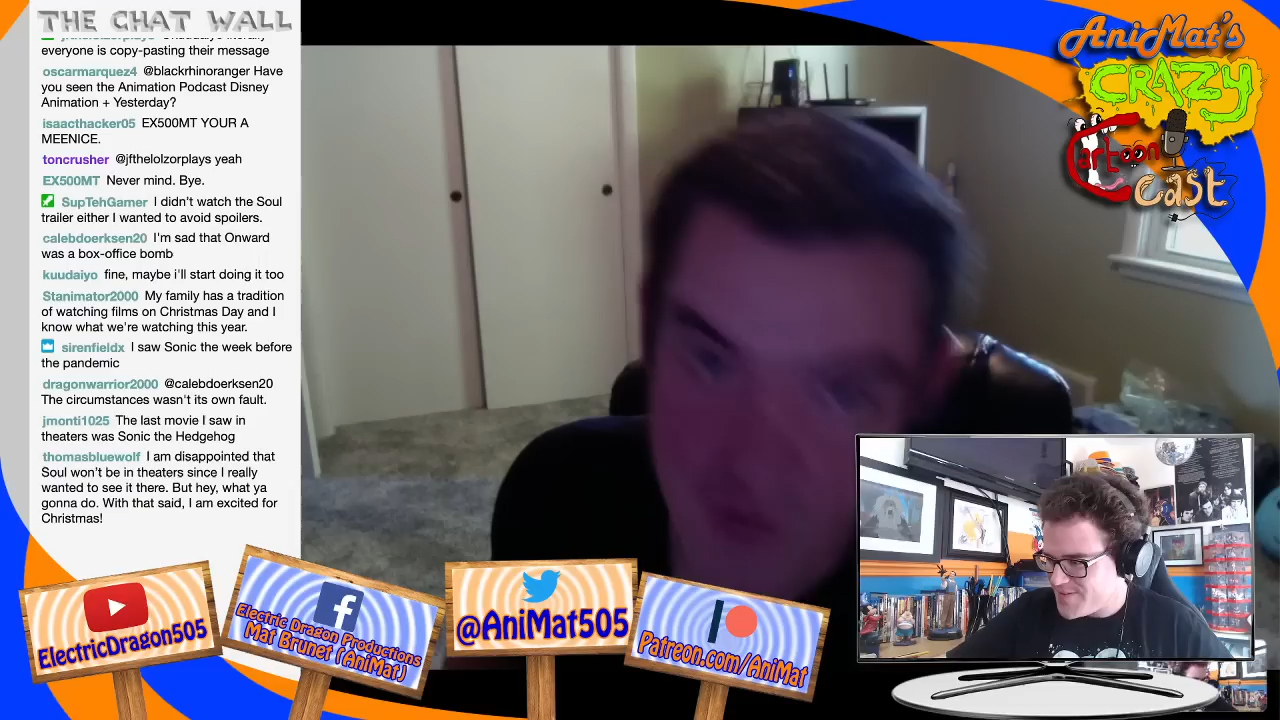 THE CHAT WALL
everyone is copy-pasting their message
oscarmarquez4 @blackrhinoranger Have
you seen the Animation Podcast Disney
Animation + Yesterday?
isaacthacker05 EX500MT YOUR A
MEENICE.
toncrusher @jfthelolzorplays yeah
EX500MT Never mind. Bye.
SupTehGamer I didn't watch the Soul
trailer either I wanted to avoid spoilers.
calebdoerksen20 I'm sad that Onward
was a box-office bomb
kuudaiyo fine, maybe i'll start doing it too
Stanimator2000 My family has a tradition
of watching films on Christmas Day and I
know what we're watching this year.
sirenfieldx I saw Sonic the week before
the pandemic
dragonwarrior2000 @calebdoerksen20
The circumstances wasn't its own fault.
jmonti1025 The last movie I saw in
theaters was Sonic the Hedgehog
thomasbluewolf I am disappointed that
Soul won't be in theaters since I really
wanted to see it there. But hey, what ya
gonna do. With that said, I am excited for
Christmas!
AniMat's
CRAZY
Cartoon
Cast
ElectricDragon505
Electric Dragon Productions
Mat Brunet (AniMat)
@AniMat505
Patreon.com/AniMat